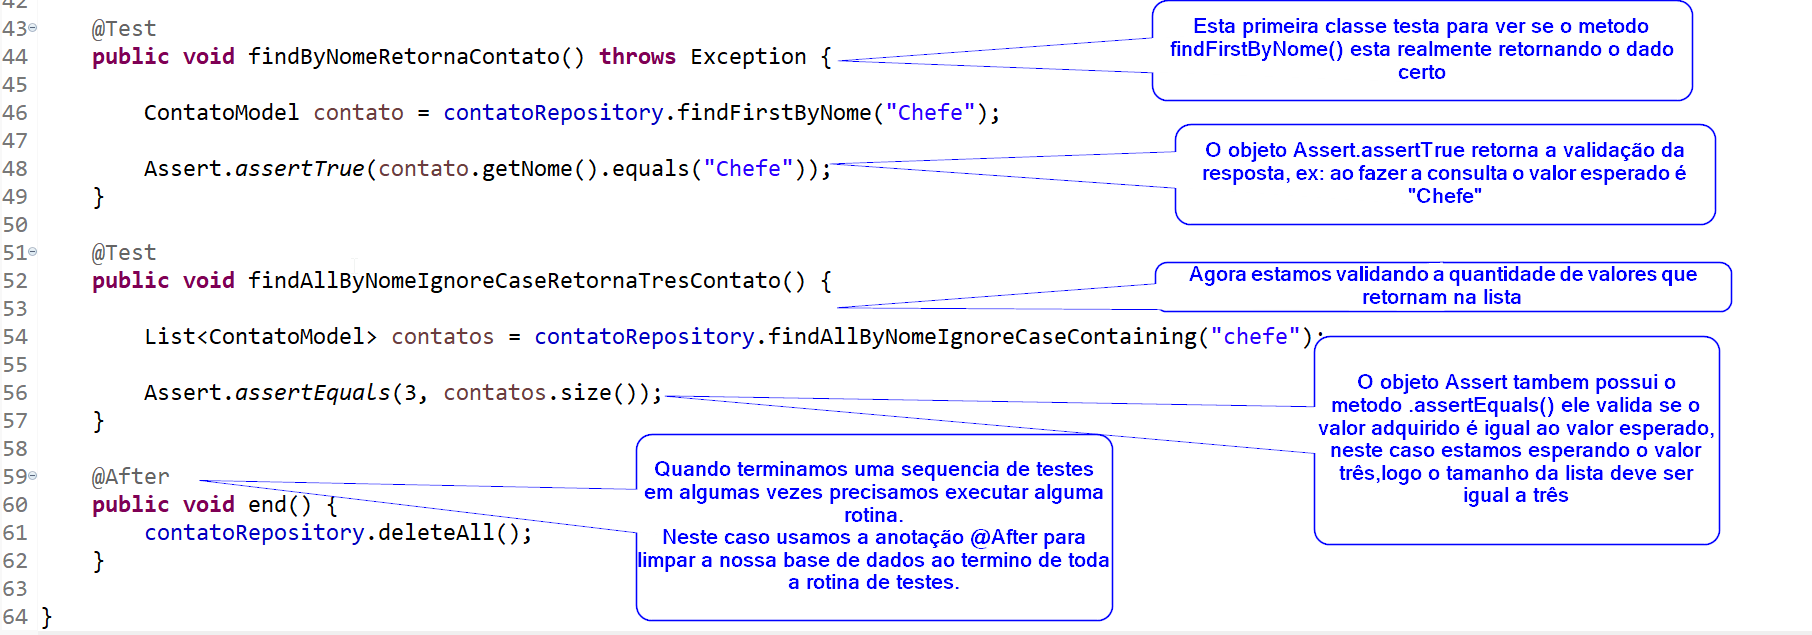 42
43 @Test
44 public void findByNomeRetornaContato() throws Exception {
45
46 ContatoModel contato = contatoRepository.findFirstByNome("Chefe");
47
48 Assert.assertTrue(contato.getNome().equals("Chefe"));
49 }
50
51 @Test
52 public void findAllByNomeIgnoreCaseRetornaTresContato() {
53
54 List<ContatoModel> contatos = contatoRepository.findAllByNomeIgnoreCaseContaining("chefe");
55
56 Assert.assertEquals(3, contatos.size());
57 }
58
59 @After
60 public void end() {
61 contatoRepository.deleteAll();
62 }
63
64 }
Esta primeira classe testa para ver se o metodo
findFirstByNome() esta realmente retornando o dado
certo
O objeto Assert.assertTrue retorna a validação da
resposta, ex: ao fazer a consulta o valor esperado é
"Chefe"
Agora estamos validando a quantidade de valores que
retornam na lista
O objeto Assert tambem possui o
metodo .assertEquals() ele valida se o
valor adquirido é igual ao valor esperado,
neste caso estamos esperando o valor
três,logo o tamanho da lista deve ser
igual a três
Quando terminamos uma sequencia de testes
em algumas vezes precisamos executar alguma
rotina.
Neste caso usamos a anotação @After para
limpar a nossa base de dados ao termino de toda
a rotina de testes.